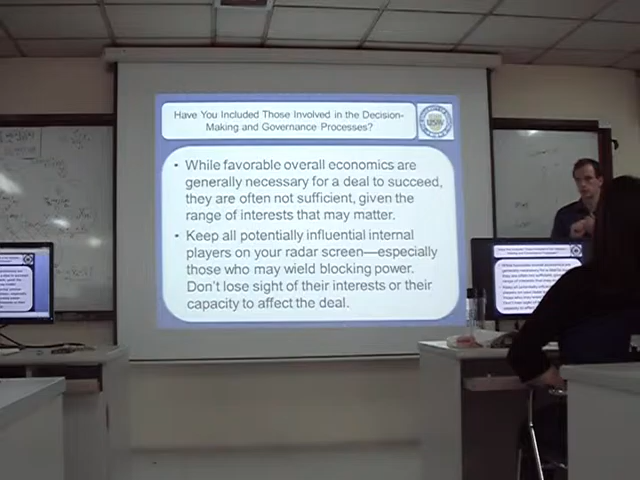 Have You Included Those Involved in the Decision-
Making and Governance Processes?
• While favorable overall economics are
generally necessary for a deal to succeed,
they are often not sufficient, given the
range of interests that may matter.
• Keep all potentially influential internal
players on your radar screen—especially
those who may wield blocking power.
Don't lose sight of their interests or their
capacity to affect the deal.